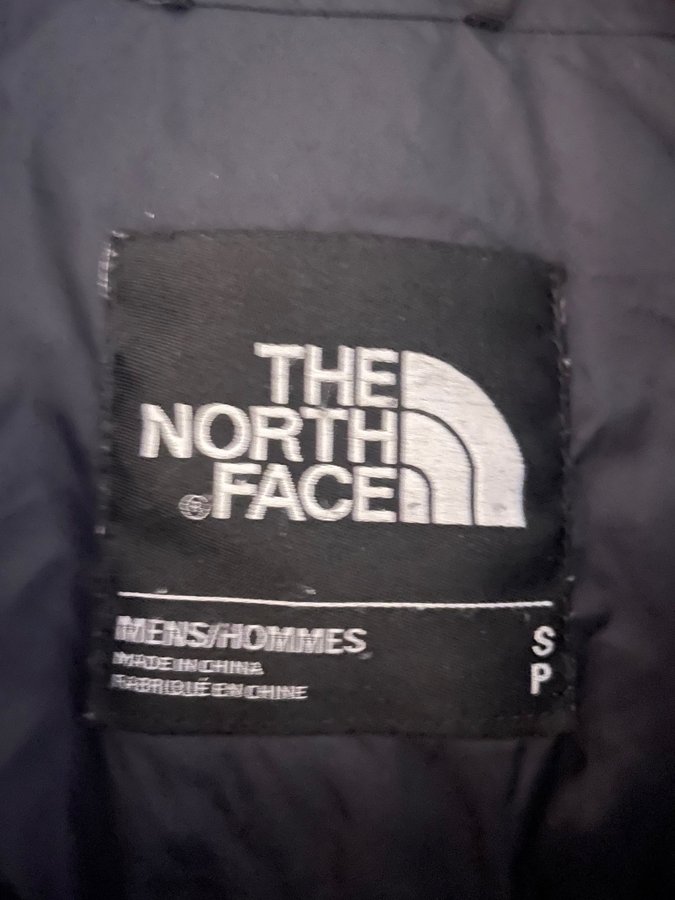 THE
NORTH
FACE
MENS/HOMMES S
MADE IN CHINA P
FABRIQUÉ EN CHINE